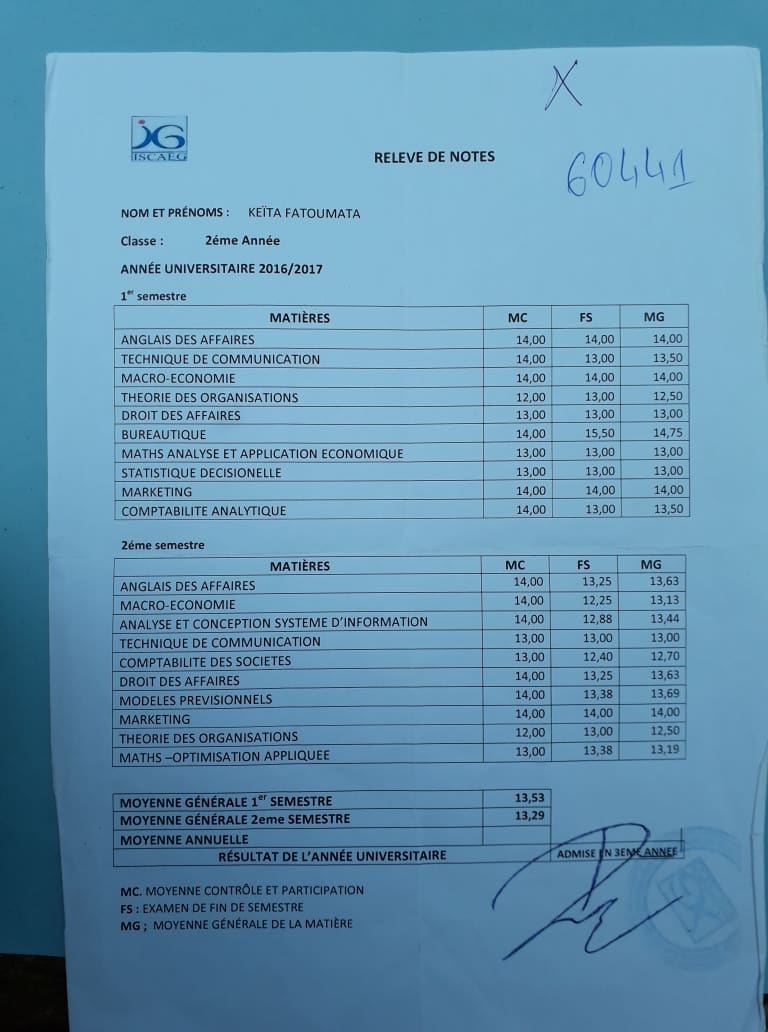 X
IG
ISCAEG
RELEVE DE NOTES
60441
NOM ET PRÉNOMS : KEÏTA FATOUMATA
Classe : 2éme Année
ANNÉE UNIVERSITAIRE 2016/2017
1er semestre
MATIÈRES MC FS MG
ANGLAIS DES AFFAIRES 14,00 14,00 14,00
TECHNIQUE DE COMMUNICATION 14,00 13,00 13,50
MACRO-ECONOMIE 14,00 14,00 14,00
THEORIE DES ORGANISATIONS 12,00 13,00 12,50
DROIT DES AFFAIRES 13,00 13,00 13,00
BUREAUTIQUE 14,00 15,50 14,75
MATHS ANALYSE ET APPLICATION ECONOMIQUE 13,00 13,00 13,00
STATISTIQUE DECISIONELLE 13,00 13,00 13,00
MARKETING 14,00 14,00 14,00
COMPTABILITE ANALYTIQUE 14,00 13,00 13,50
2éme semestre
MATIÈRES MC FS MG
ANGLAIS DES AFFAIRES 14,00 13,25 13,63
MACRO-ECONOMIE 14,00 12,25 13,13
ANALYSE ET CONCEPTION SYSTEME D'INFORMATION 14,00 12,88 13,44
TECHNIQUE DE COMMUNICATION 13,00 13,00 13,00
COMPTABILITE DES SOCIETES 13,00 12,40 12,70
DROIT DES AFFAIRES 14,00 13,25 13,63
MODELES PREVISIONNELS 14,00 13,38 13,69
MARKETING 14,00 14,00 14,00
THEORIE DES ORGANISATIONS 12,00 13,00 12,50
MATHS –OPTIMISATION APPLIQUEE 13,00 13,38 13,19
MOYENNE GÉNÉRALE 1er SEMESTRE 13,53
MOYENNE GÉNÉRALE 2eme SEMESTRE 13,29
MOYENNE ANNUELLE
RÉSULTAT DE L'ANNÉE UNIVERSITAIRE ADMISE EN 3EME ANNEE
MC. MOYENNE CONTRÔLE ET PARTICIPATION
FS : EXAMEN DE FIN DE SEMESTRE
MG ; MOYENNE GÉNÉRALE DE LA MATIÈRE